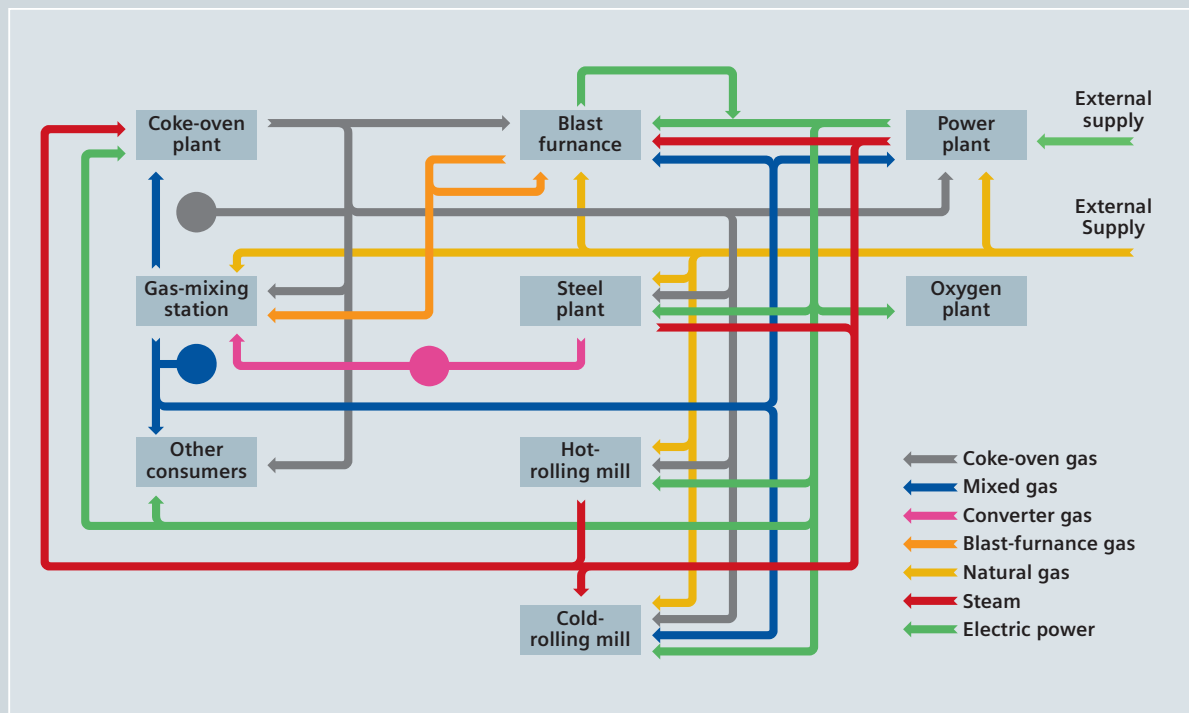 Coke-oven
plant
Blast
furnance
Power
plant
External
supply
External
Supply
Gas-mixing
station
Steel
plant
Oxygen
plant
Other
consumers
Hot-
rolling mill
Cold-
rolling mill
Coke-oven gas
Mixed gas
Converter gas
Blast-furnance gas
Natural gas
Steam
Electric power